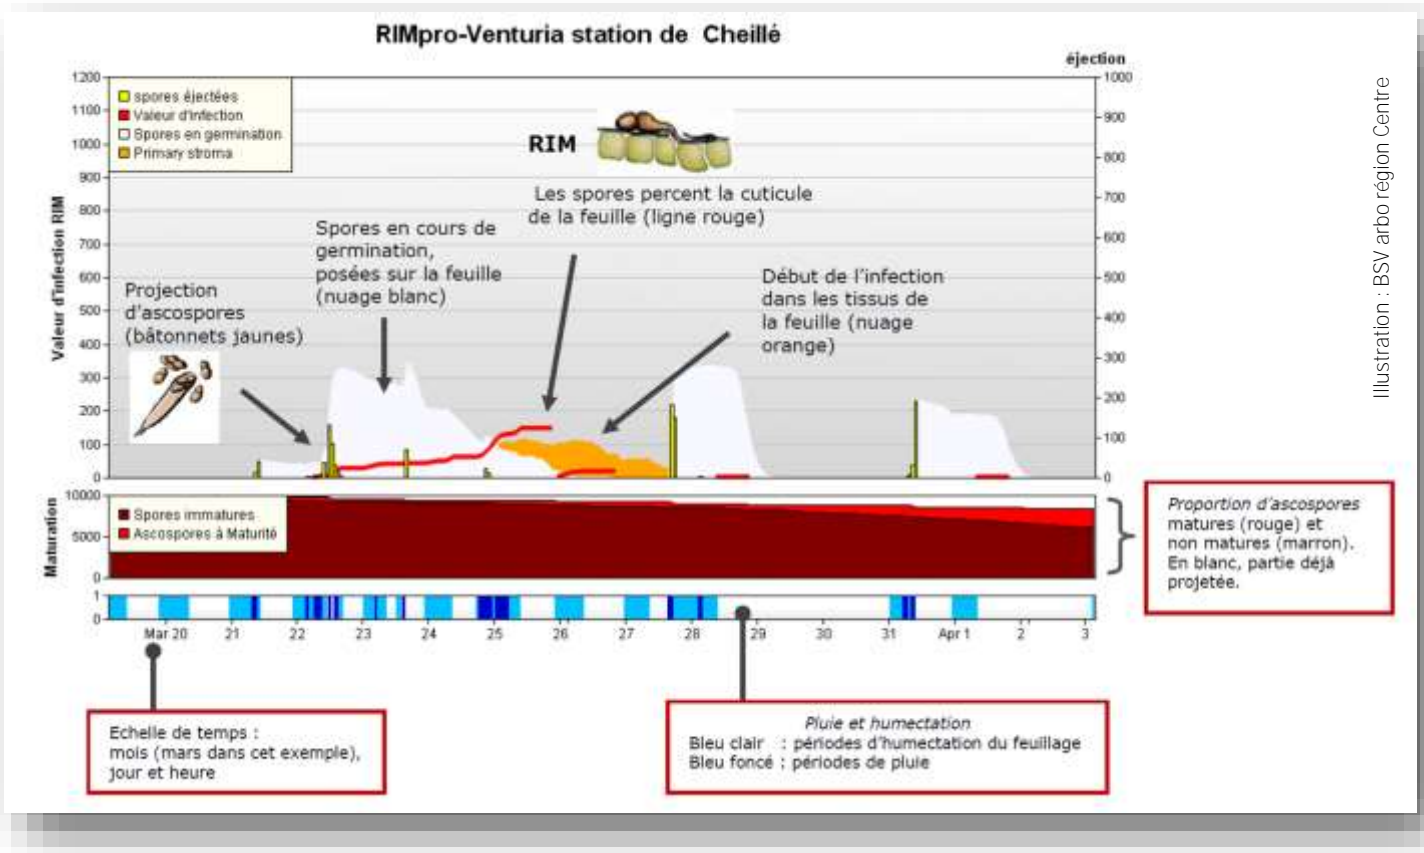 RIMpro-Venturia station de Cheillé
éjection
1200
1100
1000
900
800
700
600
500
400
300
200
100
0
Valeur d'infection RIM
spores éjectées
Valeur d'infection
Spores en germination
Primary stroma
RIM
Les spores percent la cuticule
de la feuille (ligne rouge)
Spores en cours de
germination,
posées sur la feuille
(nuage blanc)
Projection
d'ascospores
(bâtonnets jaunes)
Début de l'infection
dans les tissus de
la feuille (nuage
orange)
1000
900
800
700
600
500
400
300
200
100
0
Illustration : BSV arbo région Centre
10000
5000
0
Maturation
Spores immatures
Ascospores à Maturité
1
0
Mar 20 21 22 23 24 25 26 27 28 29 30 31 Apr 1 2 3
Proportion d'ascospores
matures (rouge) et
non matures (marron).
En blanc, partie déjà
projetée.
Echelle de temps :
mois (mars dans cet exemple),
jour et heure
Pluie et humectation
Bleu clair : périodes d'humectation du feuillage
Bleu foncé : périodes de pluie